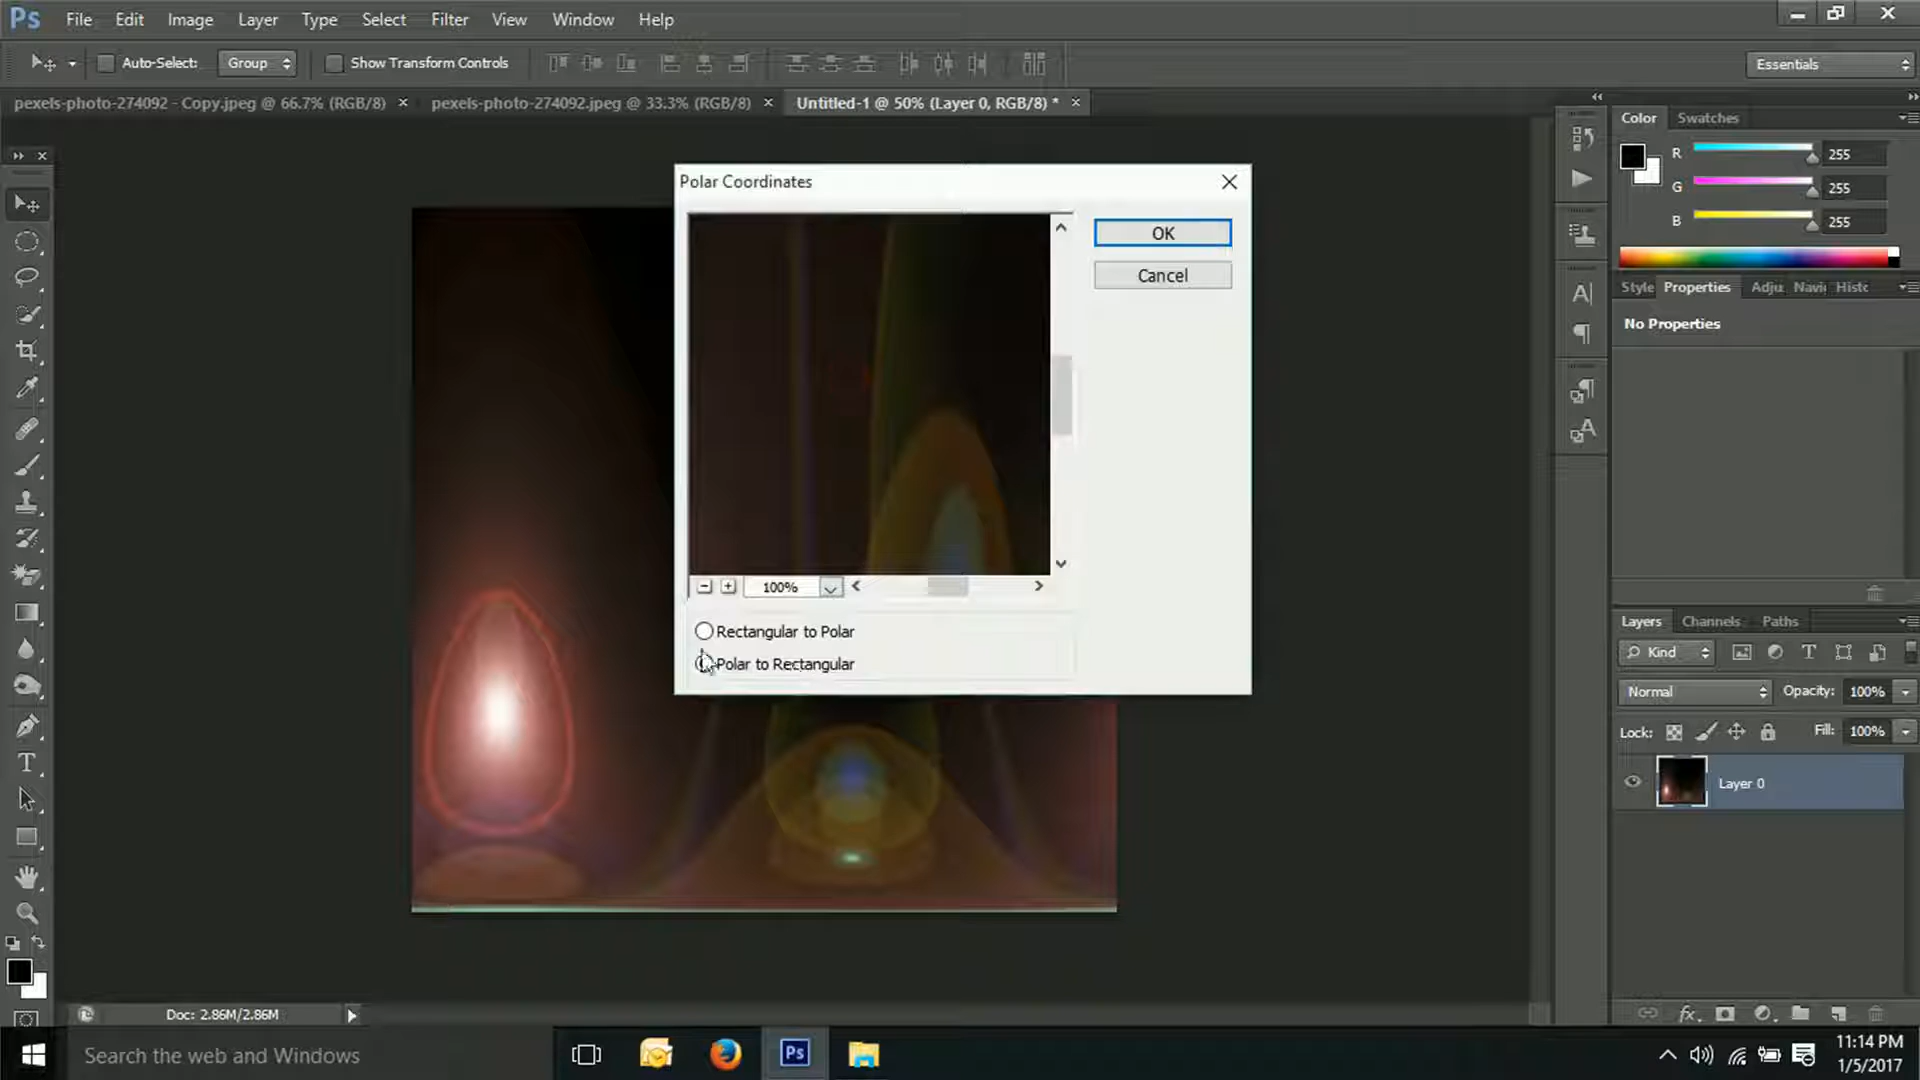 Ps File Edit Image Layer Type Select Filter View Window Help
Auto-Select: Group Show Transform Controls Essentials
pexels-photo-274092 - Copy.jpeg @ 66.7% (RGB/8) × pexels-photo-274092.jpeg @ 33.3% (RGB/8) × Untitled-1 @ 50% (Layer 0, RGB/8) * ×
Color Swatches
R 255
G 255
B 255
Style Properties Adju Navi Histc
No Properties
Polar Coordinates
OK
Cancel
100%
Rectangular to Polar
Polar to Rectangular
Layers Channels Paths
Kind
Normal Opacity: 100%
Lock: Fill: 100%
Layer 0
Doc: 2.86M/2.86M
Search the web and Windows
Ps
11:14 PM
1/5/2017